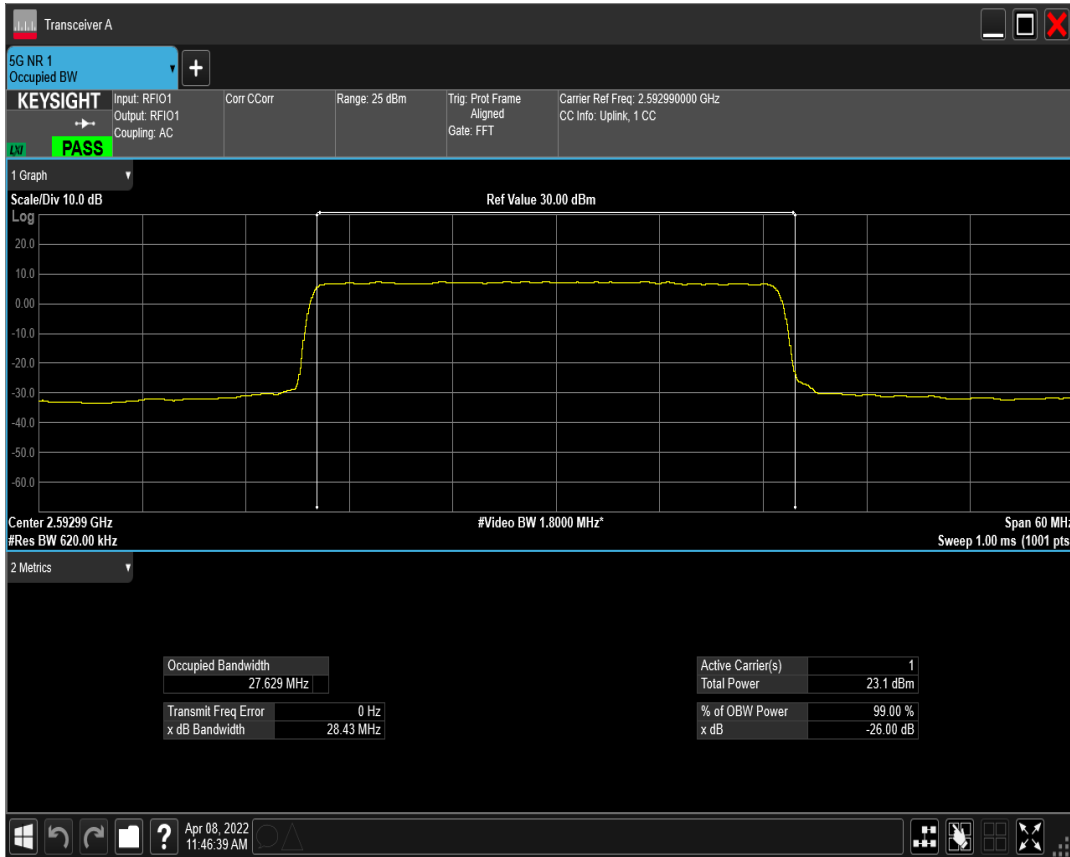 Transceiver A
5G NR 1
Occupied BW
+
KEYSIGHT
LXI
PASS
Input: RFIO1
Output: RFIO1
Coupling: AC
Corr CCorr
Range: 25 dBm
Trig: Prot Frame
Aligned
Gate: FFT
Carrier Ref Freq: 2.592990000 GHz
CC Info: Uplink, 1 CC
1 Graph
Scale/Div 10.0 dB
Ref Value 30.00 dBm
Log
20.0
10.0
0.00
-10.0
-20.0
-30.0
-40.0
-50.0
-60.0
Center 2.59299 GHz
#Video BW 1.8000 MHz*
Span 60 MHz
#Res BW 620.00 kHz
Sweep 1.00 ms (1001 pts
2 Metrics
Occupied Bandwidth
27.629 MHz
Transmit Freq Error 0 Hz
x dB Bandwidth 28.43 MHz
Active Carrier(s) 1
Total Power 23.1 dBm
% of OBW Power 99.00 %
x dB -26.00 dB
?
Apr 08, 2022
11:46:39 AM